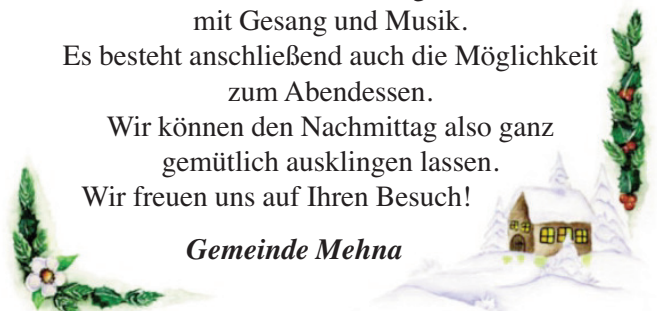 mit Gesang und Musik.
Es besteht anschließend auch die Möglichkeit
zum Abendessen.
Wir können den Nachmittag also ganz
gemütlich ausklingen lassen.
Wir freuen uns auf Ihren Besuch!
Gemeinde Mehna